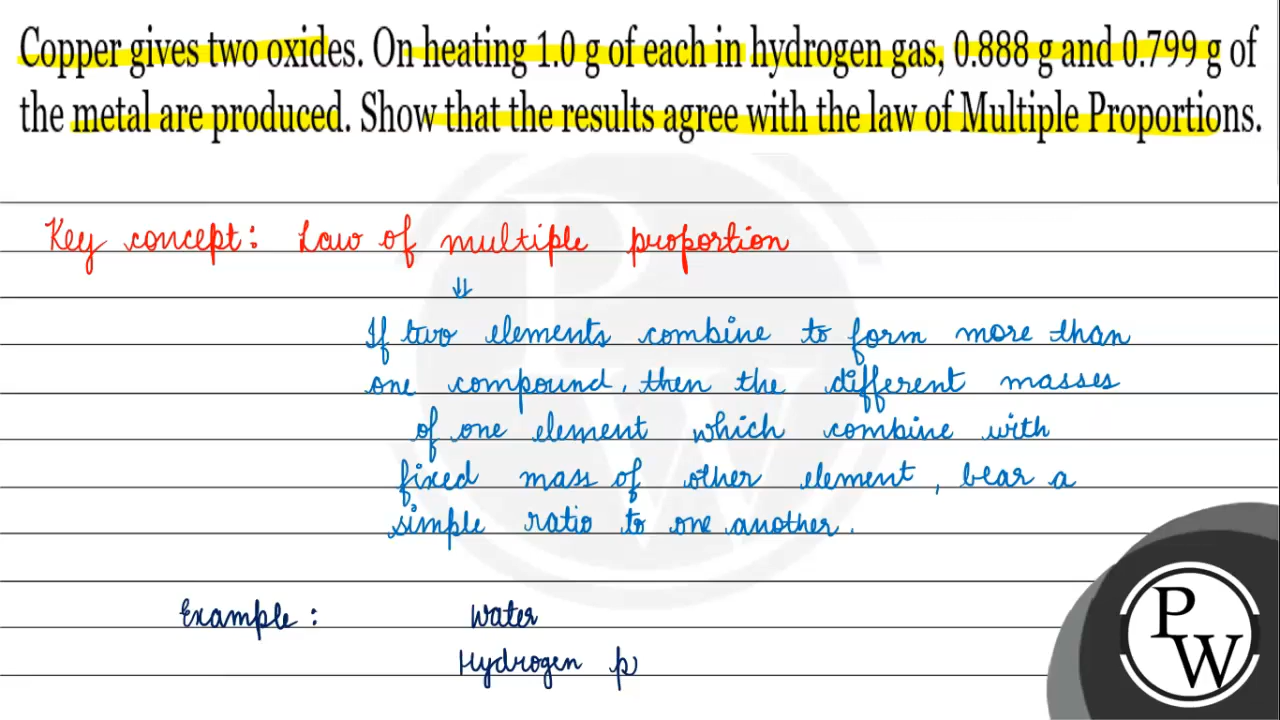 Copper gives two oxides. On heating 1.0 g of each in hydrogen gas, 0.888 g and 0.799 g of
the metal are produced. Show that the results agree with the law of Multiple Proportions.
Key concept: Law of multiple proportion
⇓
If two elements combine to form more than
one compound, then the different masses
of one element which combine with
fixed mass of other element, bear a
simple ratio to one another.
Example: Water
Hydrogen p
P
W